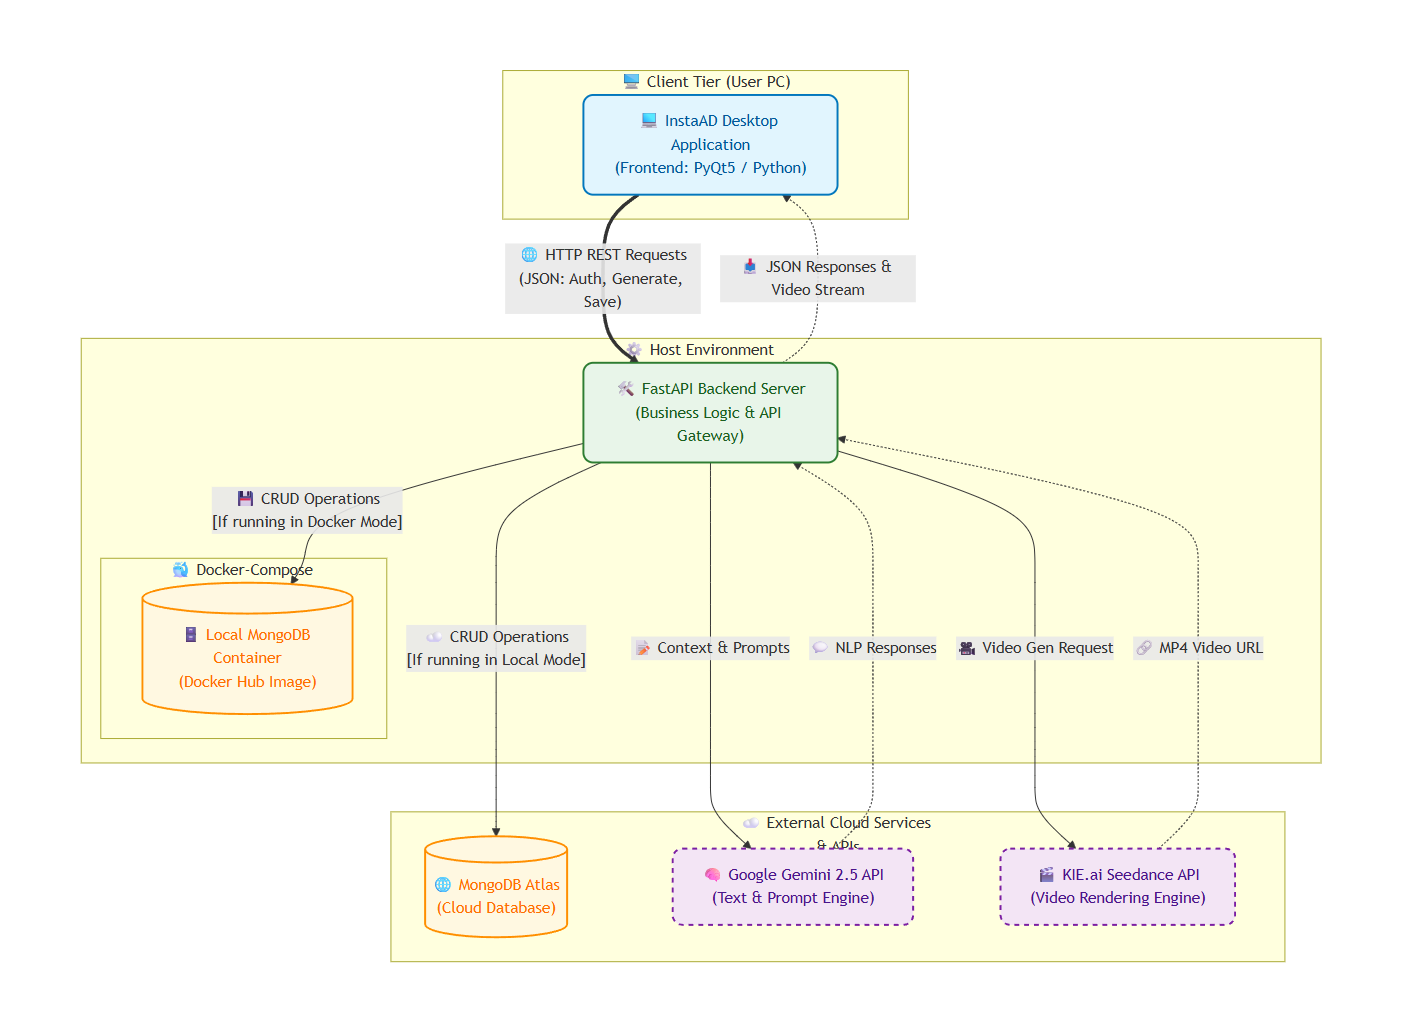 Client Tier (User PC)
InstaAD Desktop
Application
(Frontend: PyQt5 / Python)
HTTP REST Requests
(JSON: Auth, Generate,
Save)
JSON Responses &
Video Stream
Host Environment
FastAPI Backend Server
(Business Logic & API
Gateway)
CRUD Operations
[If running in Docker Mode]
Docker-Compose
Local MongoDB
Container
(Docker Hub Image)
CRUD Operations
[If running in Local Mode]
Context & Prompts
NLP Responses
Video Gen Request
MP4 Video URL
External Cloud Services
& APIs
MongoDB Atlas
(Cloud Database)
Google Gemini 2.5 API
(Text & Prompt Engine)
KIE.ai Seedance API
(Video Rendering Engine)